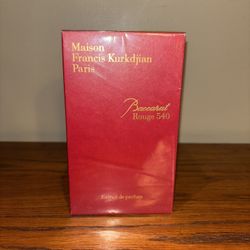 Maison
Francis Kurkdjian
Paris
Baccarat
Rouge 540
Extrait de parfum